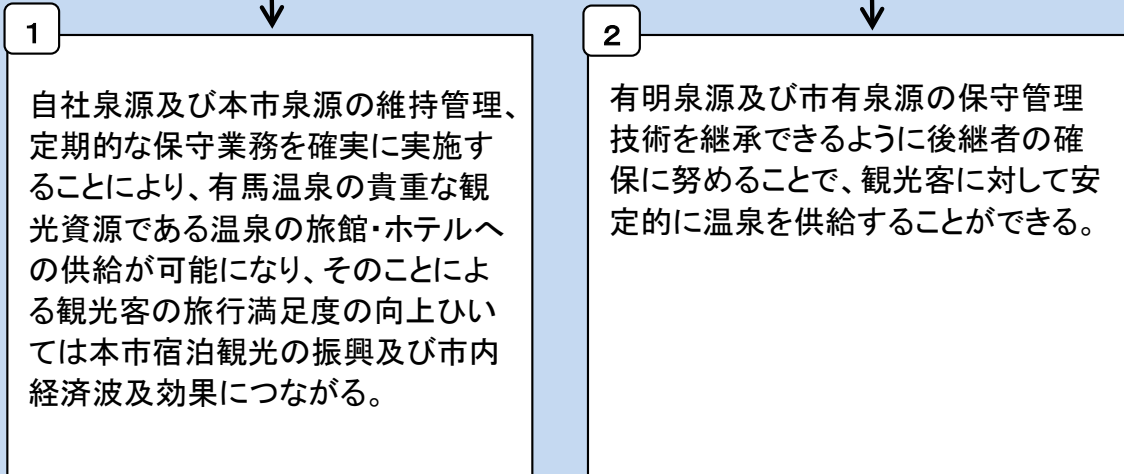 1
自社泉源及び本市泉源の維持管理、
定期的な保守業務を確実に実施す
ることにより、有馬温泉の貴重な観
光資源である温泉の旅館・ホテルへ
の供給が可能になり、そのことによ
る観光客の旅行満足度の向上ひい
ては本市宿泊観光の振興及び市内
経済波及効果につながる。
2
有明泉源及び市有泉源の保守管理
技術を継承できるように後継者の確
保に努めることで、観光客に対して安
定的に温泉を供給することができる。